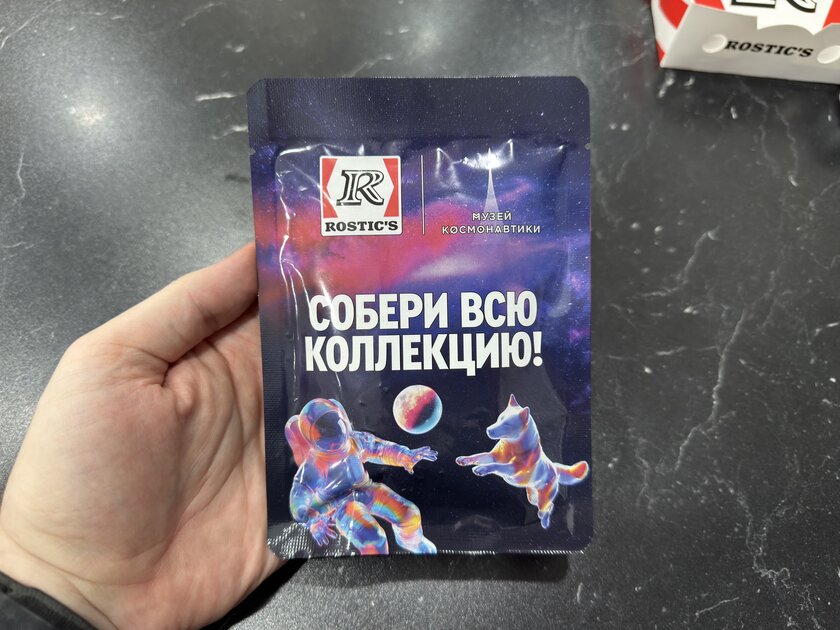 R
ROSTIC'S
R
ROSTIC'S
МУЗЕЙ
КОСМОНАВТИКИ
СОБЕРИ ВСЮ
КОЛЛЕКЦИЮ!